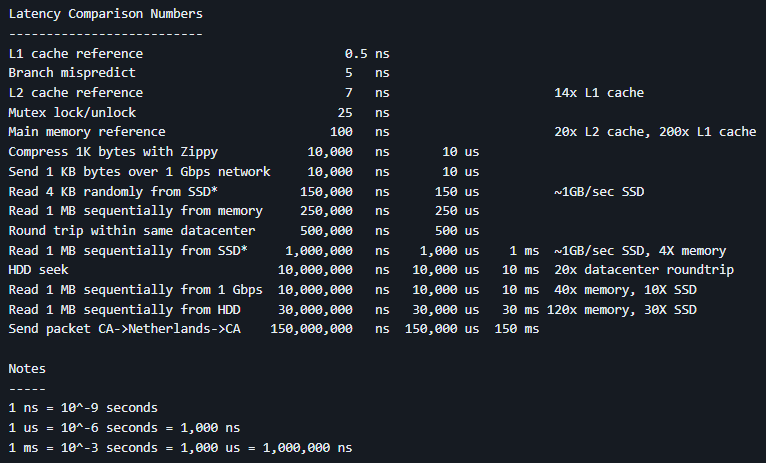 Latency Comparison Numbers
--------------------------
L1 cache reference                           0.5 ns
Branch mispredict                            5   ns
L2 cache reference                           7   ns                      14x L1 cache
Mutex lock/unlock                           25   ns
Main memory reference                      100   ns                      20x L2 cache, 200x L1 cache
Compress 1K bytes with Zippy            10,000   ns       10 us
Send 1 KB bytes over 1 Gbps network     10,000   ns       10 us
Read 4 KB randomly from SSD*           150,000   ns      150 us          ~1GB/sec SSD
Read 1 MB sequentially from memory     250,000   ns      250 us
Round trip within same datacenter      500,000   ns      500 us
Read 1 MB sequentially from SSD*     1,000,000   ns    1,000 us    1 ms  ~1GB/sec SSD, 4X memory
HDD seek                            10,000,000   ns   10,000 us   10 ms  20x datacenter roundtrip
Read 1 MB sequentially from 1 Gbps  10,000,000   ns   10,000 us   10 ms  40x memory, 10X SSD
Read 1 MB sequentially from HDD     30,000,000   ns   30,000 us   30 ms 120x memory, 30X SSD
Send packet CA->Netherlands->CA    150,000,000   ns  150,000 us  150 ms
Notes
-----
1 ns = 10^-9 seconds
1 us = 10^-6 seconds = 1,000 ns
1 ms = 10^-3 seconds = 1,000 us = 1,000,000 ns